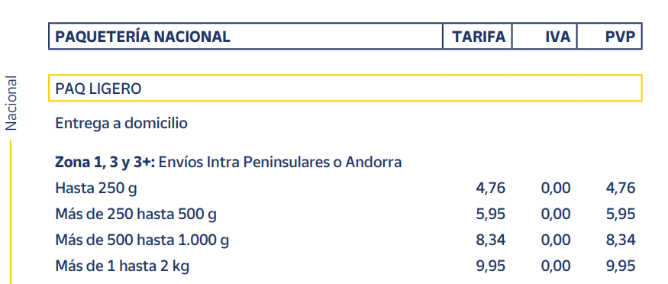 PAQUETERÍA NACIONAL TARIFA IVA PVP
PAQ LIGERO
Nacional
Entrega a domicilio
Zona 1, 3 y 3+: Envíos Intra Peninsulares o Andorra
Hasta 250 g 4,76 0,00 4,76
Más de 250 hasta 500 g 5,95 0,00 5,95
Más de 500 hasta 1.000 g 8,34 0,00 8,34
Más de 1 hasta 2 kg 9,95 0,00 9,95